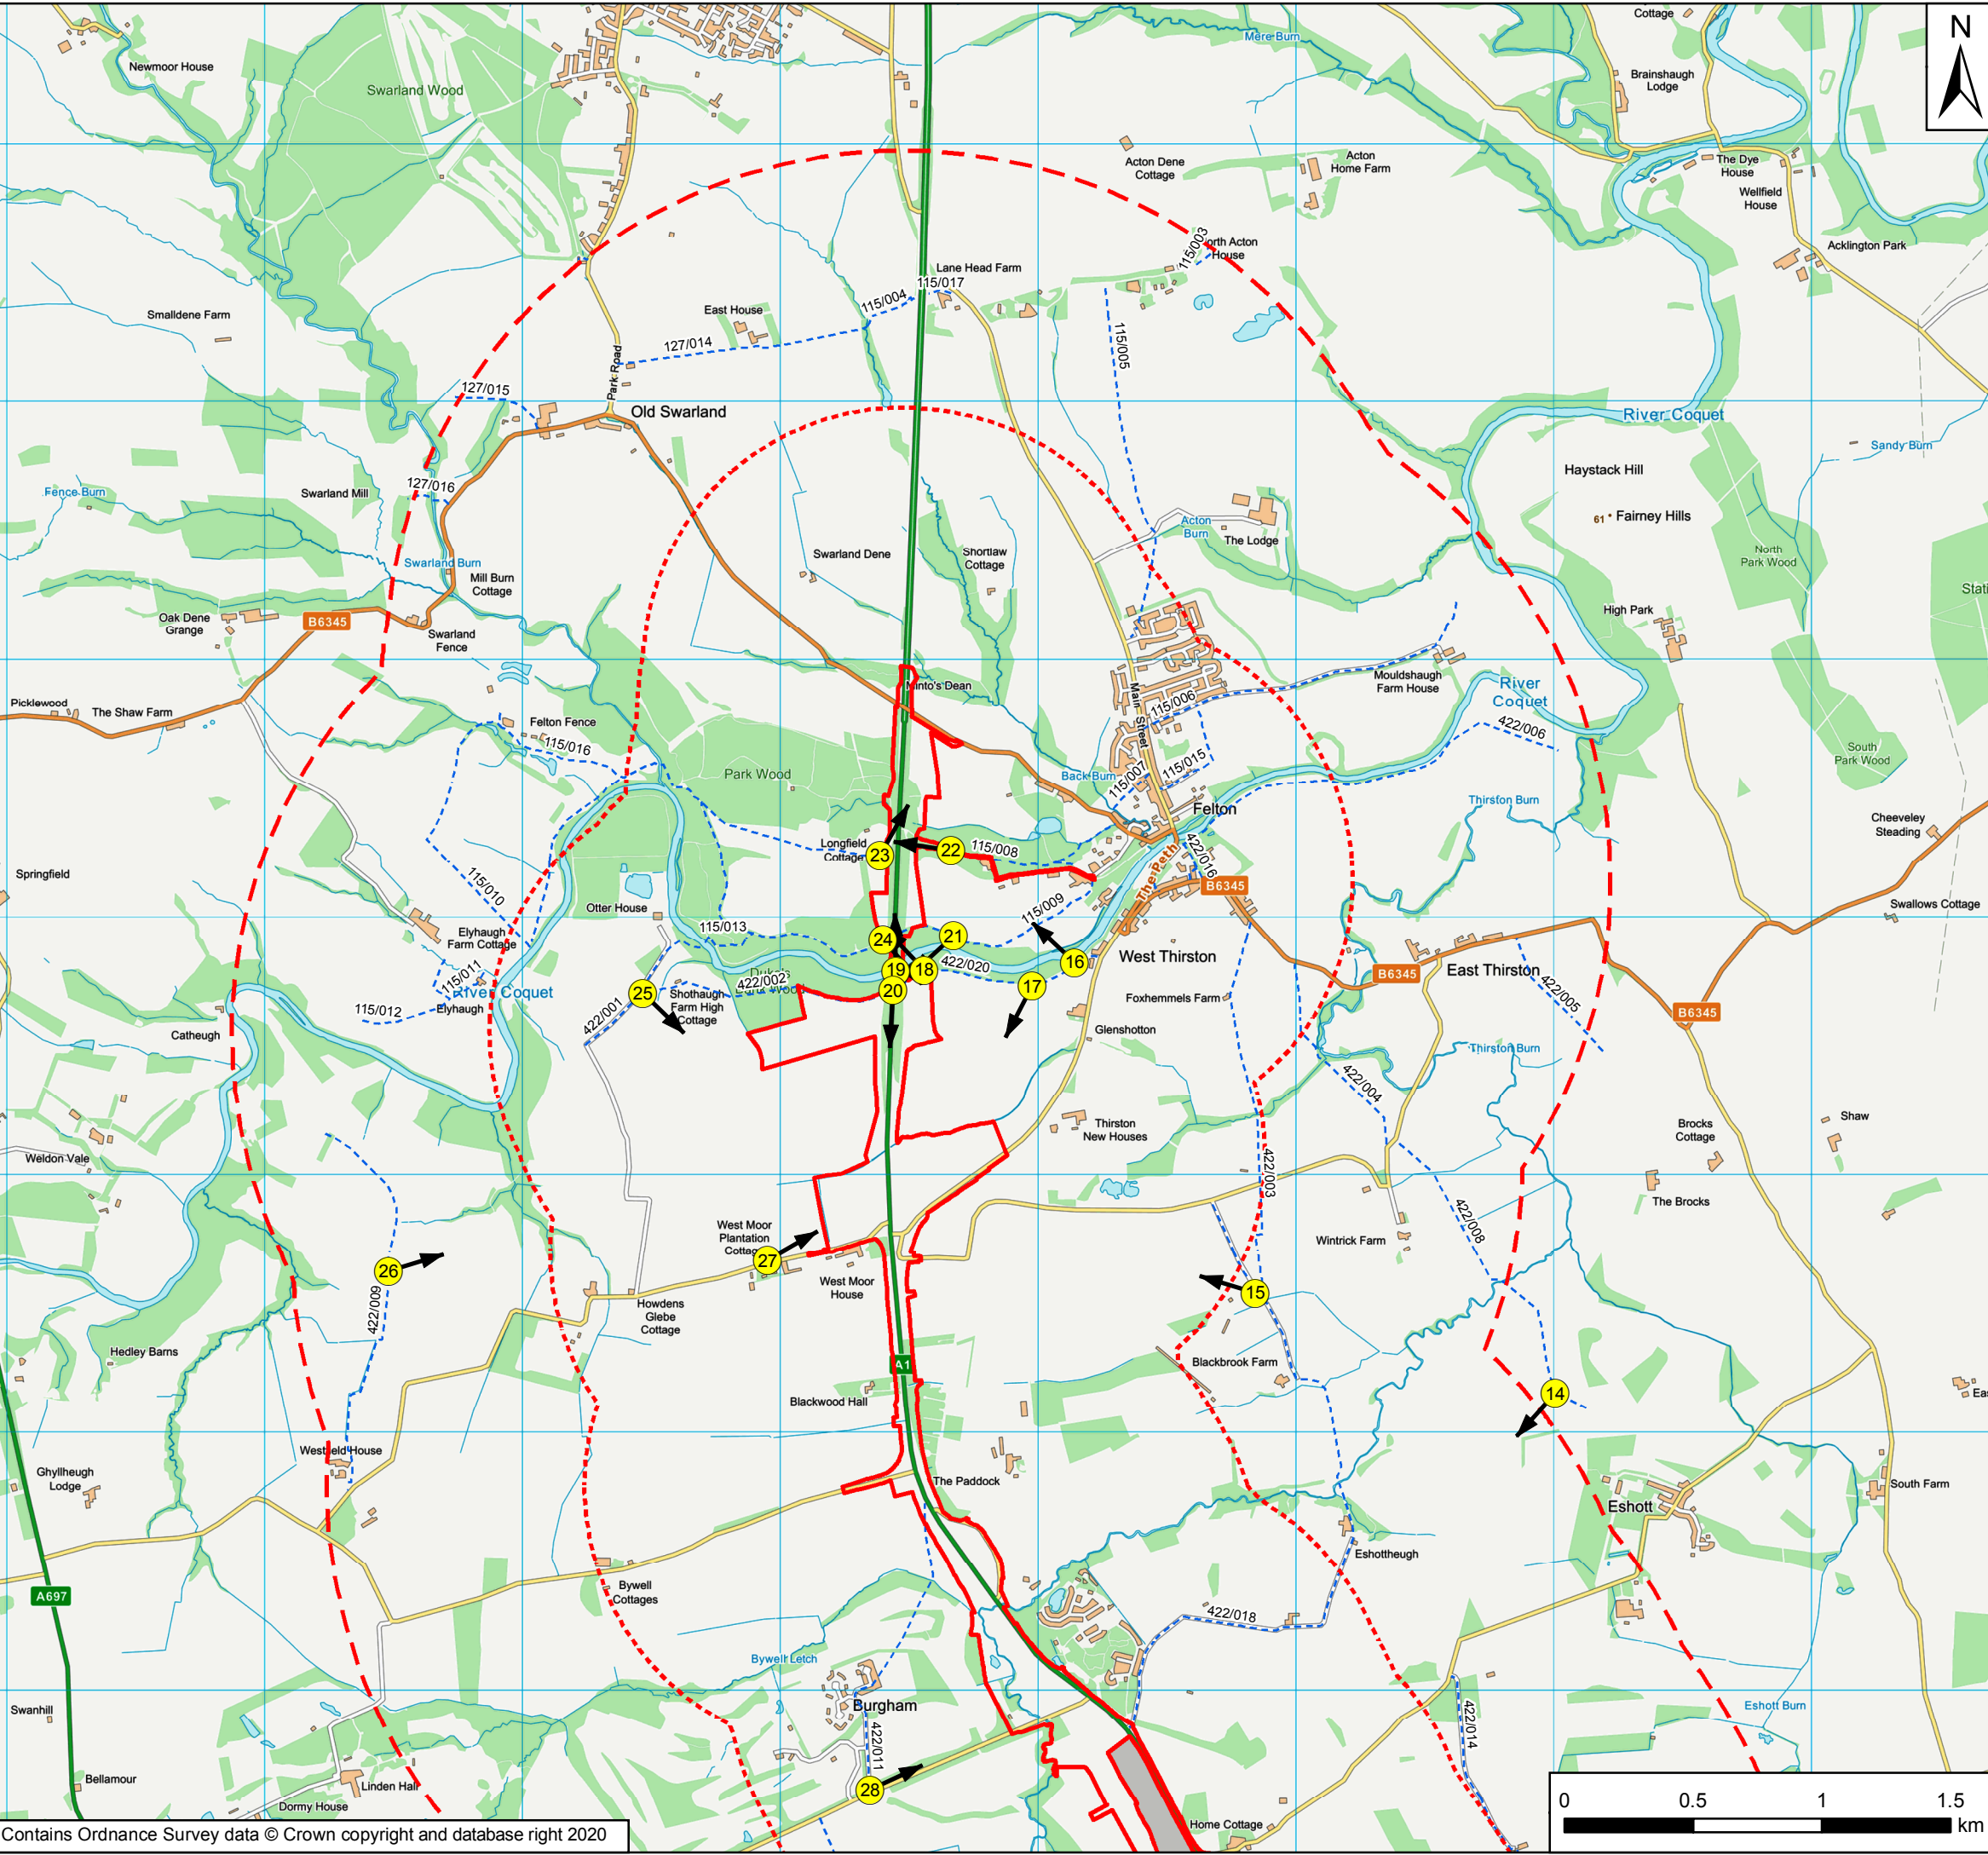 Cottage
N
Mere Burn
Newmoor House
Brainshaugh
Lodge
Swarland Wood
The Dye
House
Acton Dene
Cottage
Acton
Home Farm
Wellfield
House
115/003
orth Acton
House
Acklington Park
Lane Head Farm
115/017
115/004
East House
Smalldene Farm
127/014
115/005
Park Road
127/015
Old Swarland
River Coquet
Sandy Burn
Haystack Hill
127/016
Swarland Mill
Fence Burn
61
Fairney Hills
Acton
Burn
The Lodge
Swarland Dene
Shortlaw
Cottage
North
Park Wood
Swarland Burn
Mill Burn
Cottage
Stati
High Park
Oak Dene
Grange
B6345
Swarland
Fence
Mouldshaugh
Farm House
River
Coquet
Minto's Dean
Main Street
115/006
Picklewood
The Shaw Farm
Felton Fence
115/016
422/006
South
Park Wood
Park Wood
Back Burn
115/007
115/015
Thirston Burn
Felton
Cheeveley
Steading
Longfield
Cottage
23
22
115/008
422/016
The Peth
B6345
Springfield
115/010
Otter House
115/009
Swallows Cottage
115/013
24
21
Elyhaugh
Farm Cottage
16
West Thirston
East Thirston
B6345
422/005
115/011
19
18
422/020
422/002
17
20
25
River Coquet
Shothaugh
Farm High
Cottage
Foxhemmels Farm
B6345
115/012
Elyhaugh
422/001
Glenshotton
Catheugh
Thirston Burn
422/004
Thirston
New Houses
Shaw
Brocks
Cottage
Weldon Vale
422/003
The Brocks
422/008
West Moor
Plantation
Cottage
27
Wintrick Farm
26
West Moor
House
15
422/009
Howdens
Glebe
Cottage
Hedley Barns
A1
Blackbrook Farm
14
Blackwood Hall
Eas
Westfield House
Ghyllheugh
Lodge
The Paddock
South Farm
Eshott
Eshottheugh
A697
Bywell
Cottages
422/018
Bywell Letch
Burgham
Swanhill
Eshott Burn
422/011
422/014
Bellamour
Linden Hall
28
Dormy House
Home Cottage
0 0.5 1 1.5
km
Contains Ordnance Survey data © Crown copyright and database right 2020